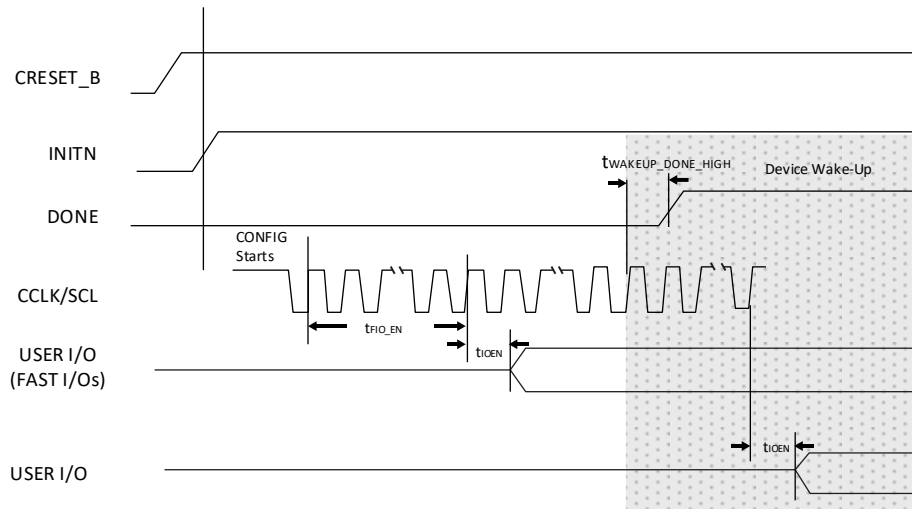 CRESET_B
INITN
tWAKEUP_DONE_HIGH
Device Wake-Up
DONE
CONFIG
Starts
CCLK/SCL
tFIO_EN
USER I/O
(FAST I/Os)
tIOEN
tIOEN
USER I/O